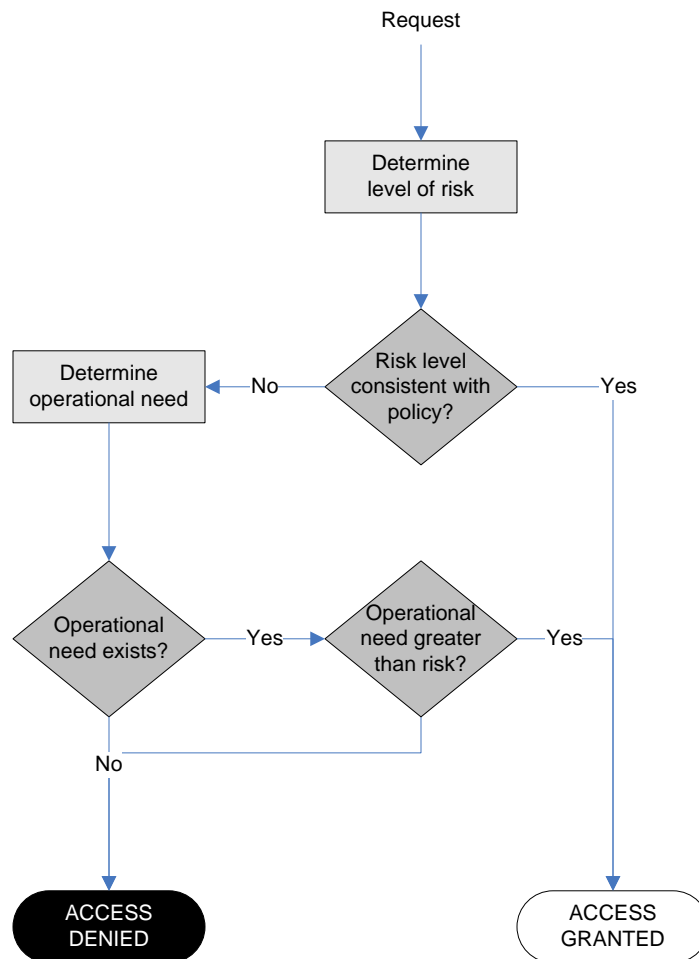 Request
Determine
level of risk
Risk level
consistent with
policy?
No
Yes
Determine
operational need
Operational
need exists?
Yes
Operational
need greater
than risk?
Yes
No
ACCESS
DENIED
ACCESS
GRANTED